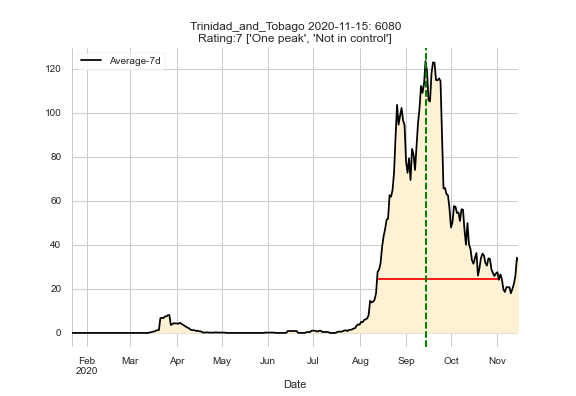 Trinidad_and_Tobago 2020-11-15: 6080
Rating:7 ['One peak', 'Not in control']
Average-7d
120
100
80
60
40
20
0
Feb Mar Apr May Jun Jul Aug Sep Oct Nov
2020
Date